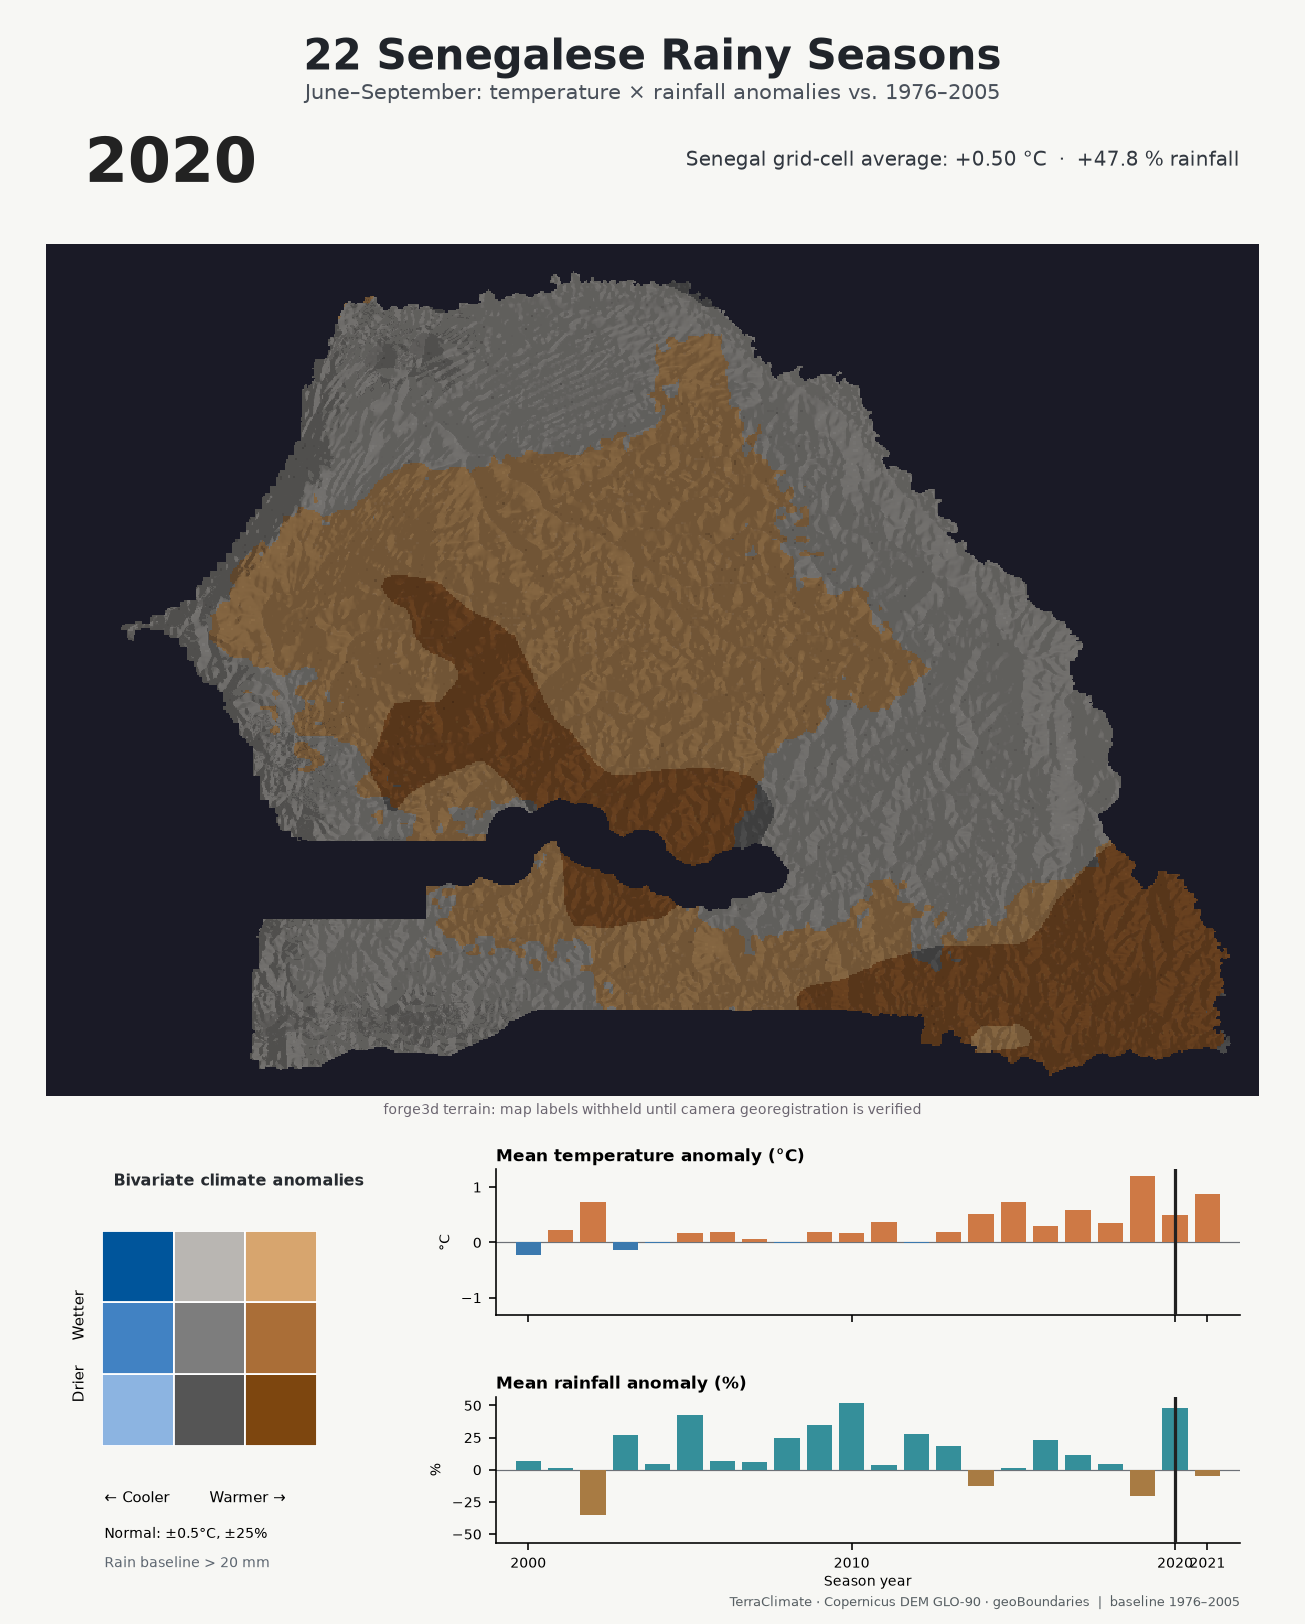 22 Senegalese Rainy Seasons
June–September: temperature × rainfall anomalies vs. 1976–2005
2020
Senegal grid-cell average: +0.50 °C · +47.8 % rainfall
forge3d terrain: map labels withheld until camera georegistration is verified
Bivariate climate anomalies
Wetter
Drier
← Cooler
Warmer →
Normal: ±0.5°C, ±25%
Rain baseline > 20 mm
Mean temperature anomaly (°C)
°C
1
0
−1
Mean rainfall anomaly (%)
%
50
25
0
−25
−50
2000
2010
2020
2021
Season year
TerraClimate · Copernicus DEM GLO-90 · geoBoundaries | baseline 1976–2005